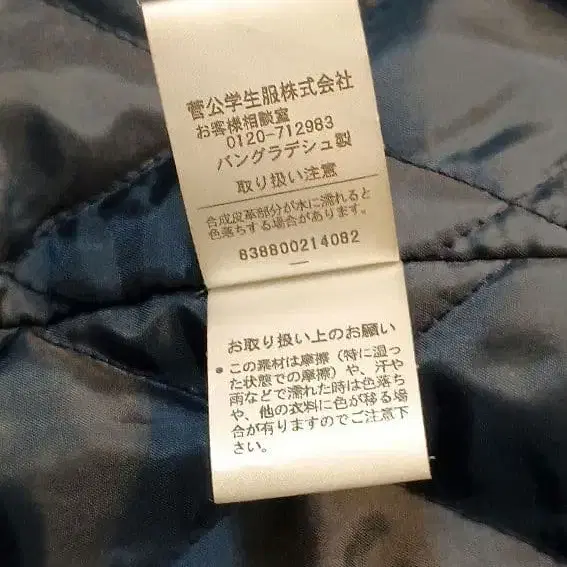 菅公学生服株式会社
お客様相談室
0120-712983
バングラデシュ製
取り扱い注意
合成皮革部分が水に濡れると
色落ちする場合があります。
838800214082
お取り扱い上のお願い
●この素材は摩擦（特に湿っ
た状態での摩擦）や、汗や
雨などで濡れた時は色落ち
や、他の衣料に色が移る場
合が有りますのでご注意下
さい。